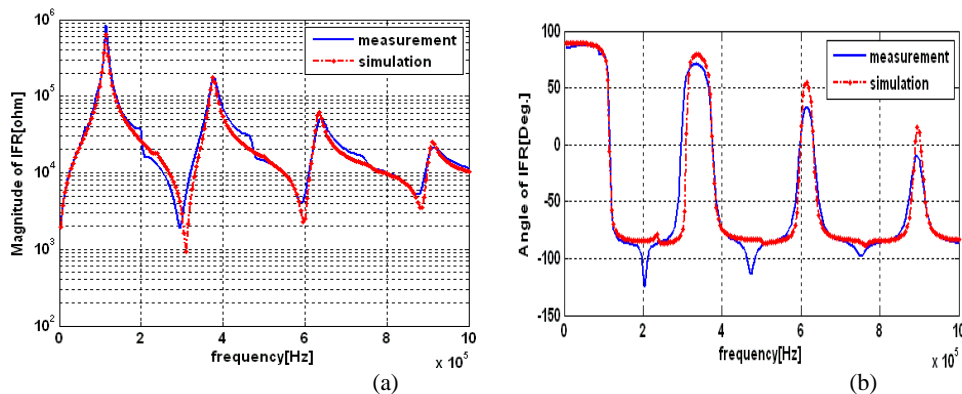 10^6
10^5
10^4
10^3
10^2
Magnitude of IFR[ohm]
measurement
simulation
0 2 4 6 8 10
frequency[Hz]
× 10^5
(a)
100
50
0
-50
-100
-150
Angle of IFR[Deg.]
measurement
simulation
0 2 4 6 8 10
frequency[Hz]
× 10^5
(b)